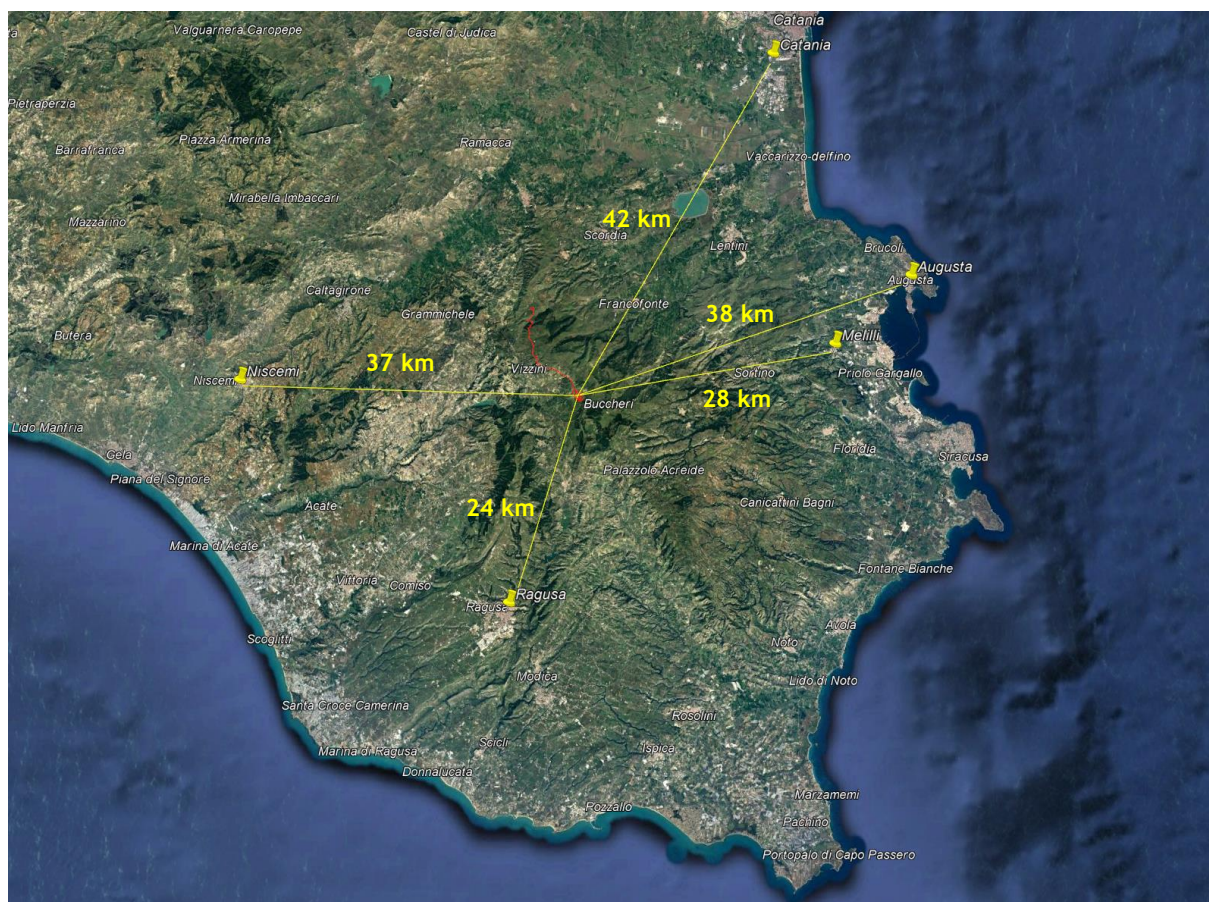 Catania
Valguarnera Caropepe
Castel di Judica
Catania
Pietraperzia
Piazza Armerina
Ramacca
Barrafranca
Vaccarizzo-delfino
Mirabella Imbaccari
42 km
Mazzarino
Scordia
Lentini
Brucoli
Augusta
Augusta
Caltagirone
Francofonte
Grammichele
38 km
Butera
Melilli
37 km
Vizzini
Niscemi
Sortino
Priolo Gargallo
28 km
Buccheri
Lido Manfria
Floridia
Gela
Siracusa
Palazzolo Acreide
Piana del Signore
24 km
Acate
Canicattini Bagni
Marina di Acate
Fontane Bianche
Vittoria
Comiso
Ragusa
Ragusa
Avola
Scoglitti
Noto
Modica
Lido di Noto
Santa Croce Camerina
Rosolini
Scicli
Ispica
Marina di Ragusa
Donnalucata
Marzamemi
Pozzallo
Pachino
Portopalo di Capo Passero